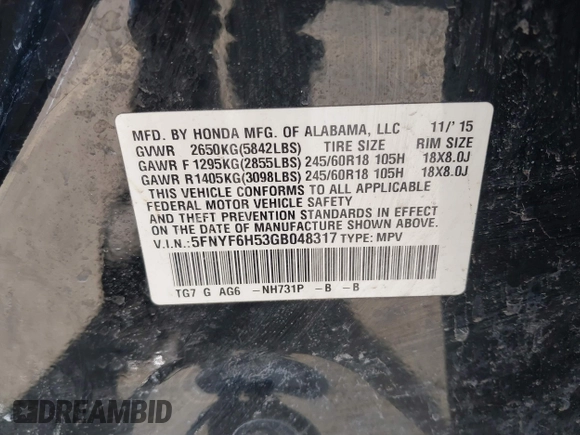 MFD. BY HONDA MFG. OF ALABAMA, LLC 11/'15
GVWR 2650KG(5842LBS) TIRE SIZE RIM SIZE
GAWR F 1295KG(2855LBS) 245/60R18 105H 18X8.0J
GAWR R 1405KG(3098LBS) 245/60R18 105H 18X8.0J
THIS VEHICLE CONFORMS TO ALL APPLICABLE
FEDERAL MOTOR VEHICLE SAFETY
AND THEFT PREVENTION STANDARDS IN EFFECT
ON THE DATE OF MANUFACTURE SHOWN ABOVE.
V.I.N.:5FNYF6H53GB048317 TYPE: MPV
TG7 G AG6 -NH731P -B -B
DREAMBID